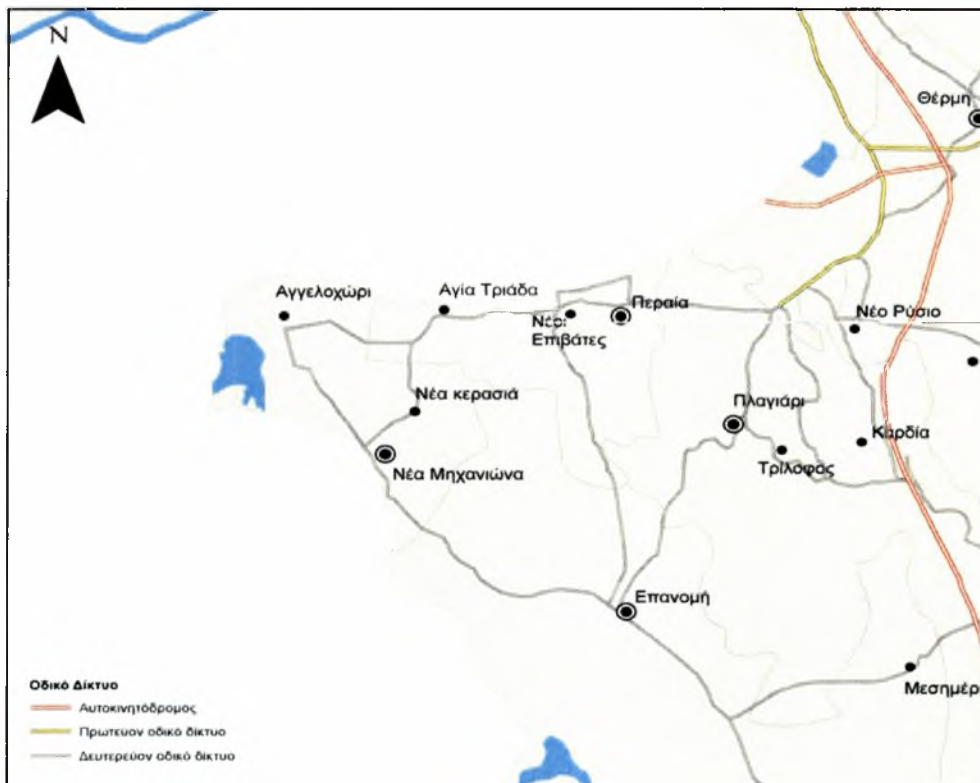 N
Θέρμη
Αγγελοχώρι
Αγία Τριάδα
Νέοι
Επιβάτες
Περαία
Νέο Ρύσιο
Νέα κερασιά
Πλαγιάρι
Νέα Μηχανιώνα
Τρίλοφος
Καρδία
Επανομή
Μεσημέρ
Οδικό Δίκτυο
Αυτοκινητόδρομος
Πρωτευον οδικό δίκτυο
Δευτερεύον οδικό δίκτυο